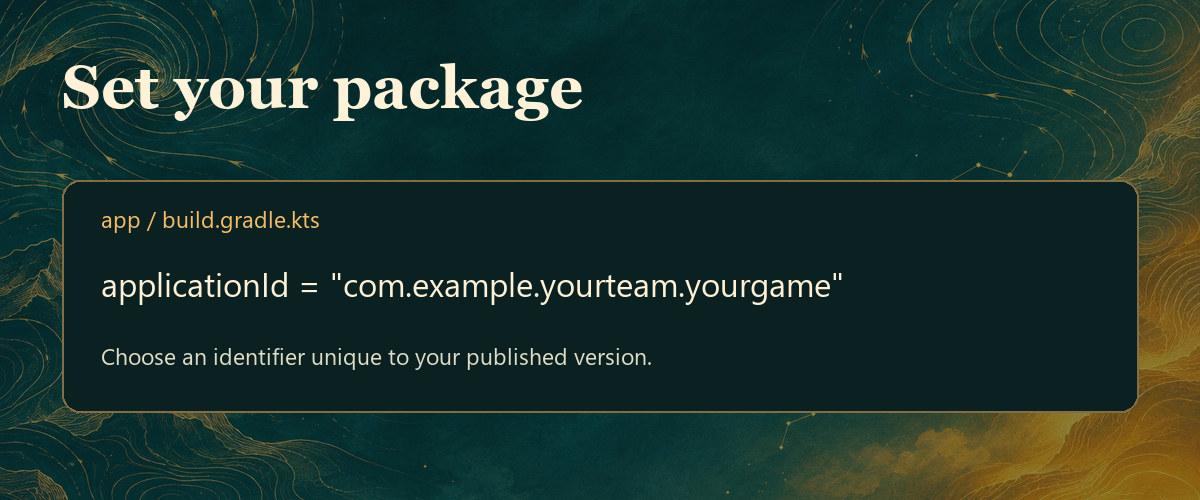 Set your package
app / build.gradle.kts
applicationId = "com.example.yourteam.yourgame"
Choose an identifier unique to your published version.